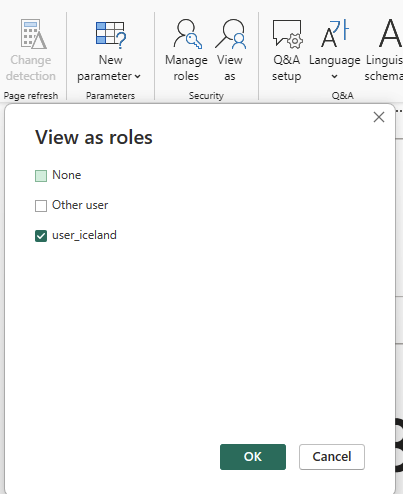 Change detection
New parameter
Manage roles
View as
Q&A setup
Language
Linguis schema
Page refresh
Parameters
Security
Q&A
View as roles
None
Other user
user_iceland
OK
Cancel